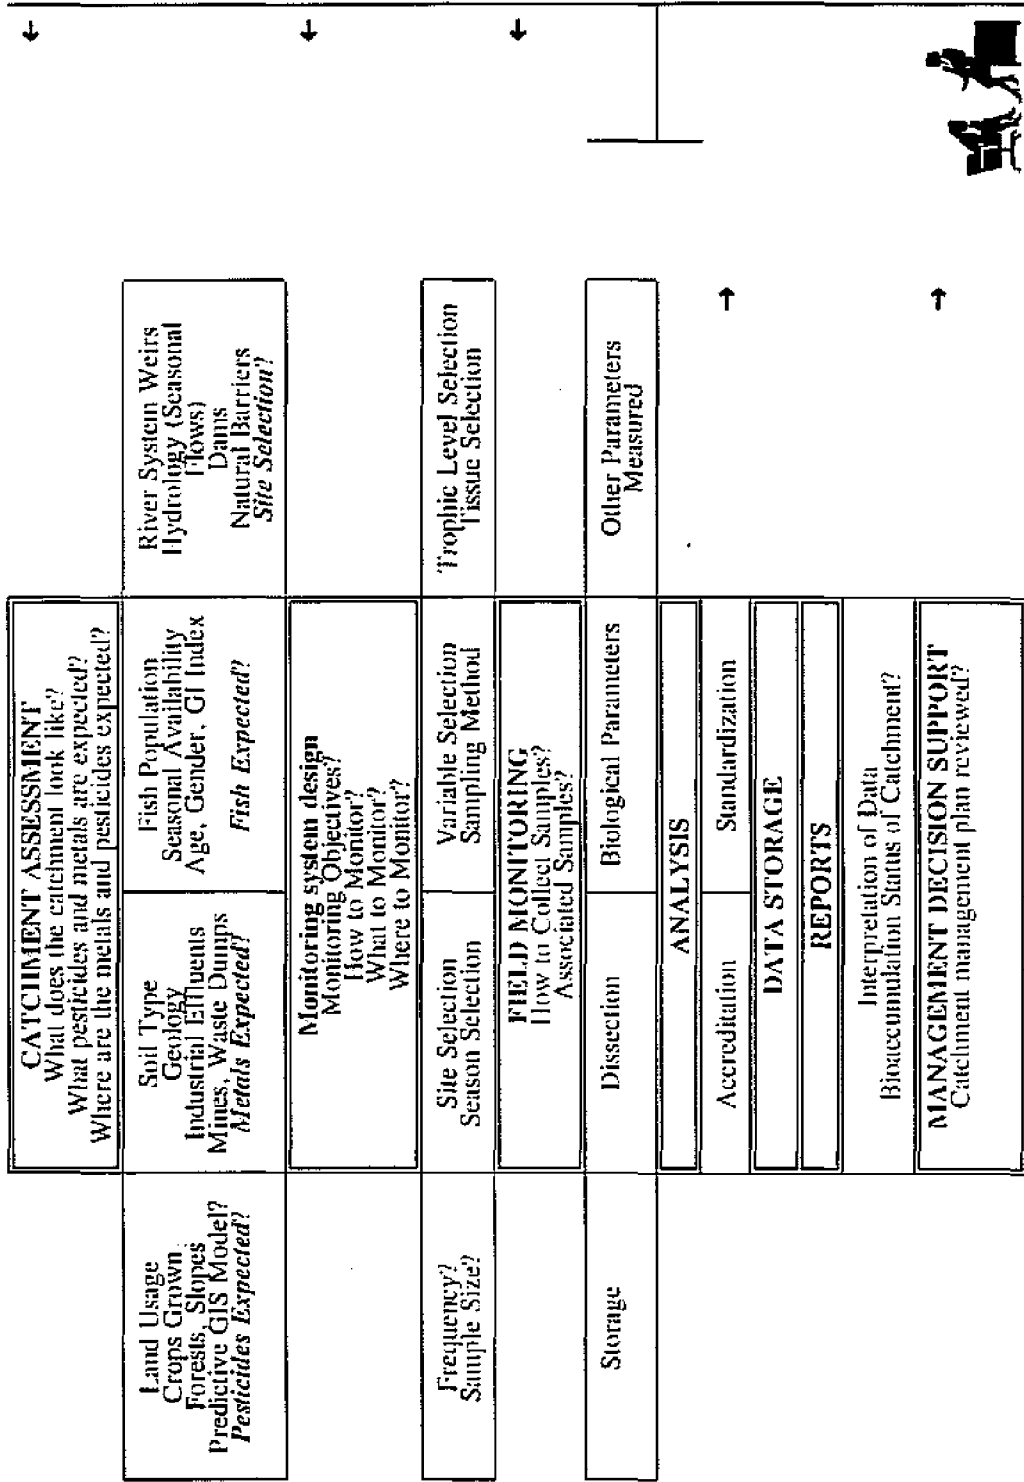 CATCHMENT ASSESSMENT
What does the catchment look like?
What pesticides and metals are expected?
Where are the metals and pesticides expected?
Land Usage
Crops Grown
Forests, Slopes
Predictive GIS Model?
Pesticides Expected?
Soil Type
Geology
Industrial Effluents
Mines, Waste Dumps
Metals Expected?
Fish Population
Seasonal Availability
Age, Gender, GI Index
Fish Expected?
River System Weirs
Hydrology (Seasonal
Flows)
Dams
Natural Barriers
Site Selection?
Monitoring system design
Monitoring Objectives?
How to Monitor?
What to Monitor?
Where to Monitor?
Frequency?
Sample Size?
Site Selection
Season Selection
Variable Selection
Sampling Method
Trophic Level Selection
Tissue Selection
FIELD MONITORING
How to Collect Samples?
Associated Samples?
Storage
Dissection
Biological Parameters
Other Parameters
Measured
ANALYSIS
Accreditation
Standardization
DATA STORAGE
REPORTS
Interpretation of Data
Bioaccumulation Status of Catchment?
MANAGEMENT DECISION SUPPORT
Catchment management plan reviewed?